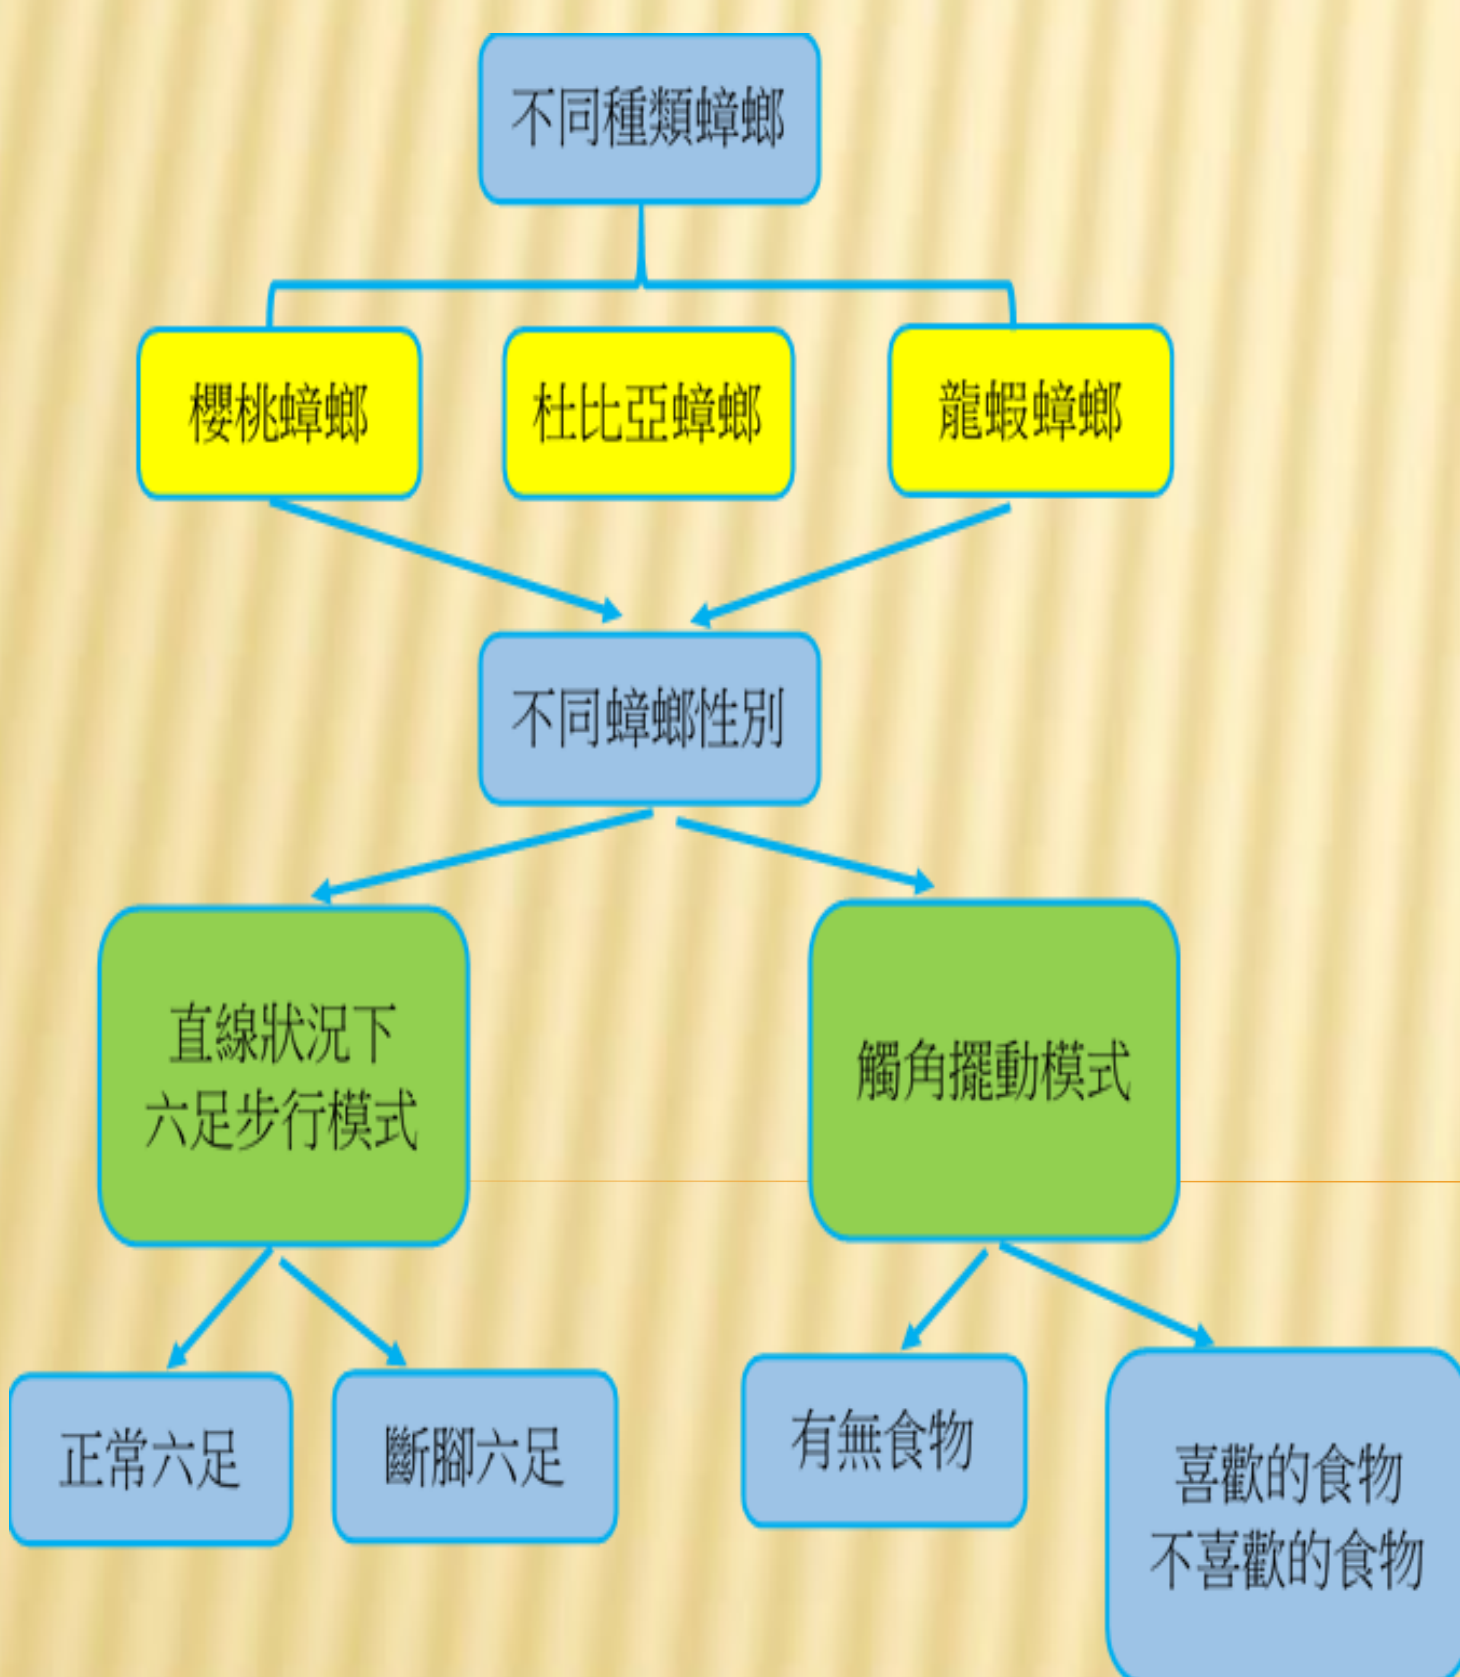 不同種類蟑螂
櫻桃蟑螂
杜比亞蟑螂
龍蝦蟑螂
不同蟑螂性別
直線狀況下
六足步行模式
觸角擺動模式
正常六足
斷腳六足
有無食物
喜歡的食物
不喜歡的食物